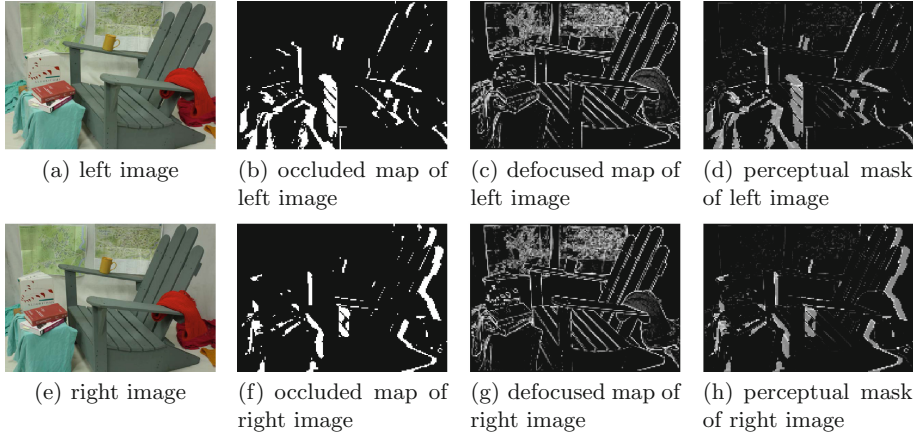 (a) left image
(b) occluded map of
left image
(c) defocused map of
left image
(d) perceptual mask
of left image
(e) right image
(f) occluded map of
right image
(g) defocused map of
right image
(h) perceptual mask
of right image